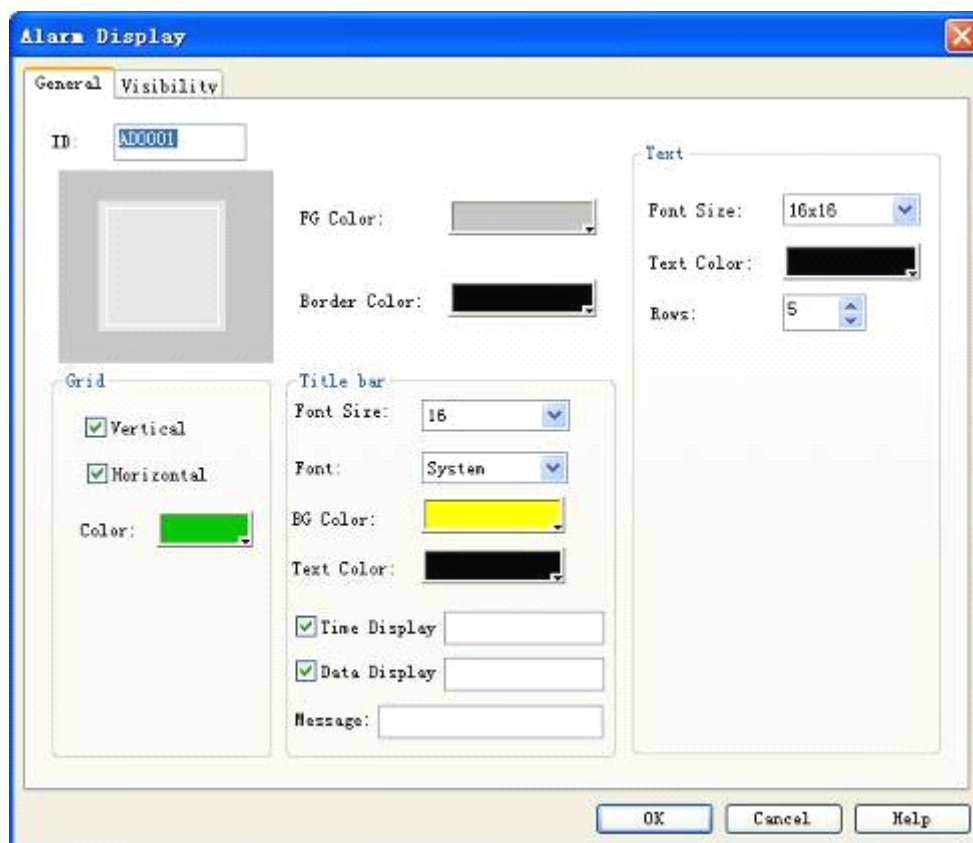 Alarm Display
General
Visibility
ID:
AD0001
FG Color:
Border Color:
Text
Font Size:
16x16
Text Color:
Rows:
5
Grid
Vertical
Horizontal
Color:
Title bar
Font Size:
16
Font:
System
BG Color:
Text Color:
Time Display
Data Display
Message:
OK
Cancel
Help